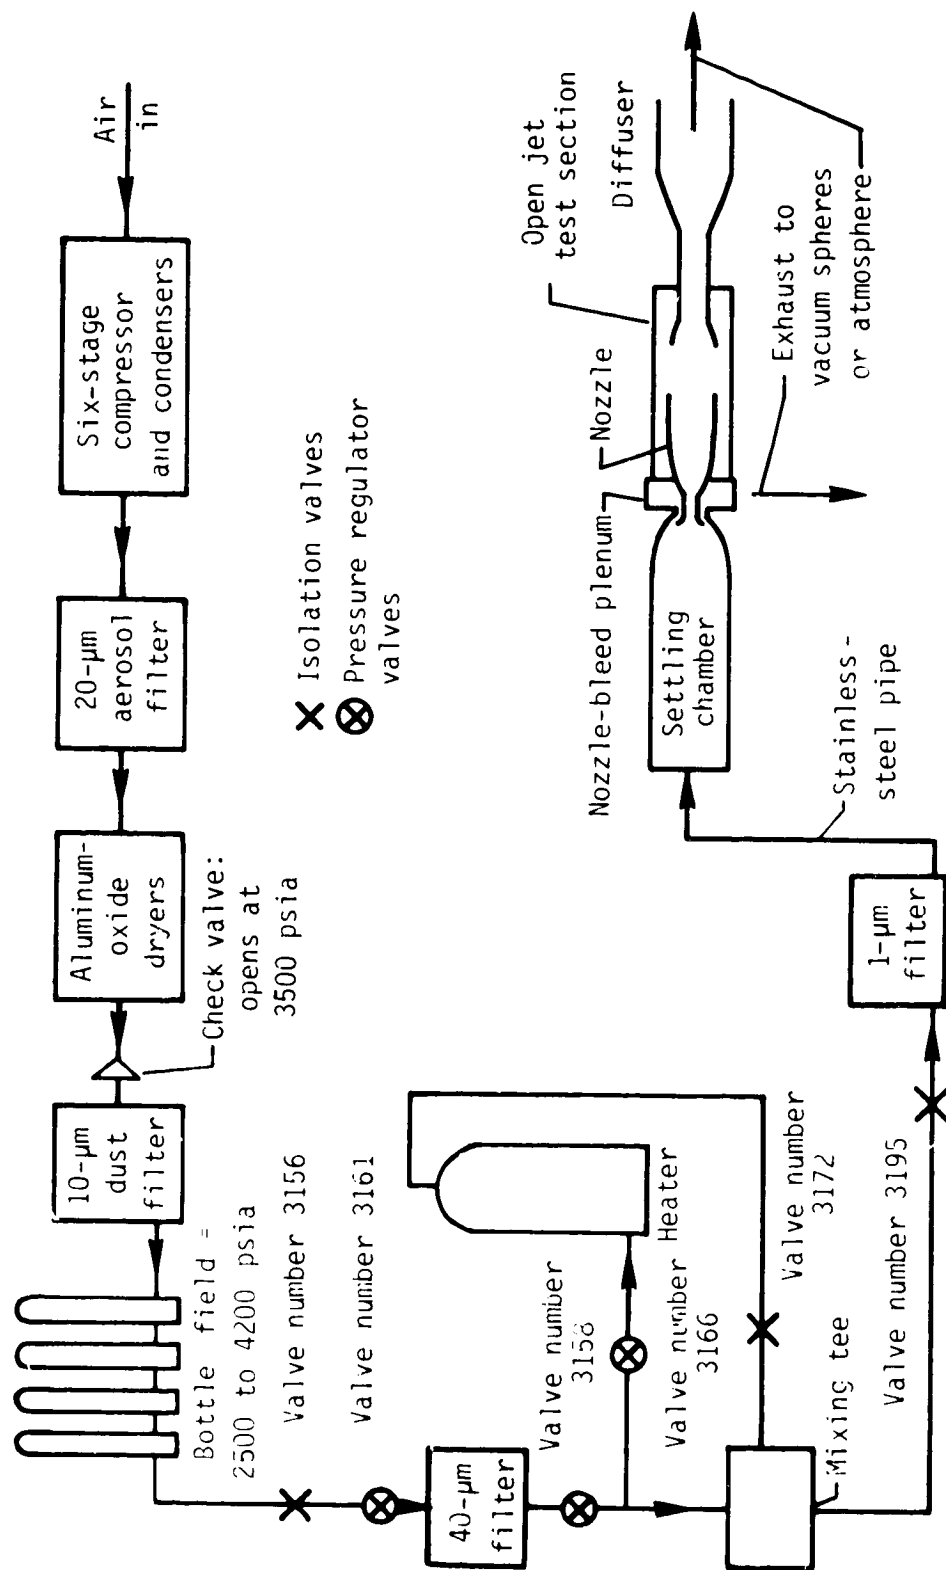 Air
in
Six-stage
compressor
and condensers
20-μm
aerosol
filter
Aluminum-
oxide
dryers
Check valve:
opens at
3500 psia
10-μm
dust
filter
Bottle field =
2500 to 4200 psia
Isolation valves
Pressure regulator
valves
Valve number 3156
Valve number 3161
40-μm
filter
Valve number
3158
Valve number
3166
Heater
Valve number
3172
Mixing tee
Valve number 3195
1-μm
filter
Stainless-
steel pipe
Settling
chamber
Nozzle-bleed plenum
Nozzle
Open jet
test section
Diffuser
Exhaust to
vacuum spheres
or atmosphere